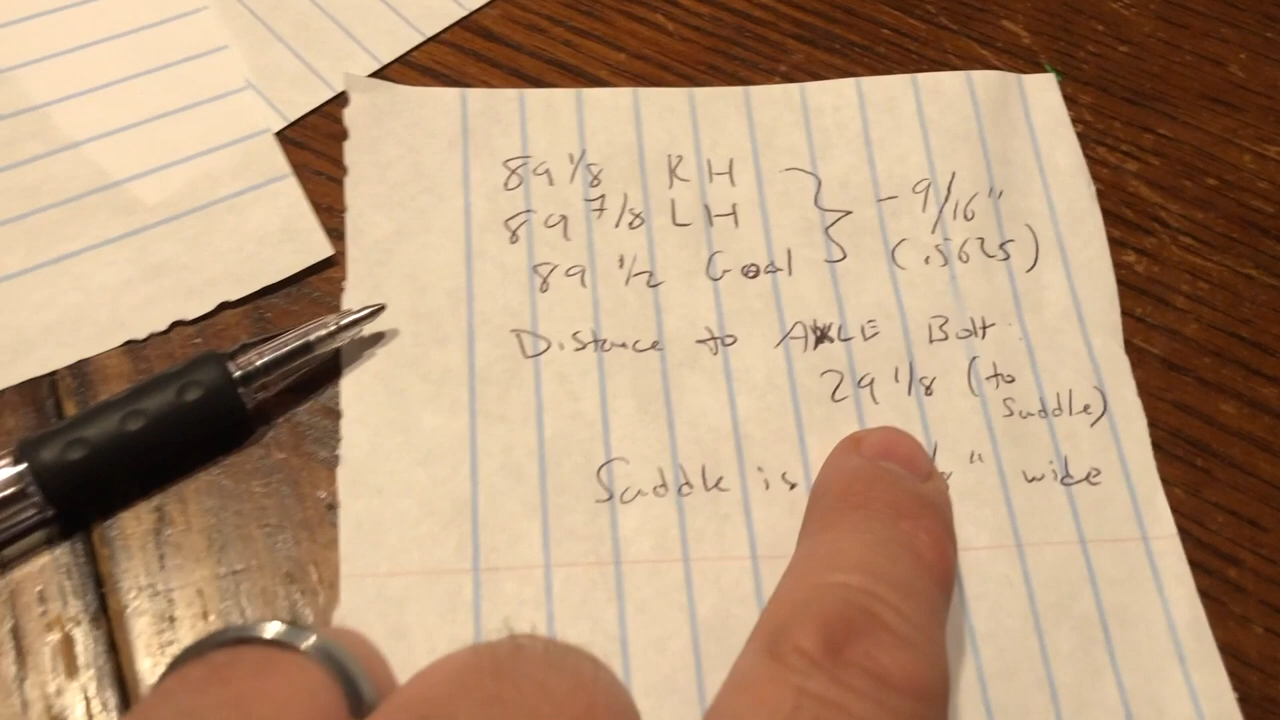 89 1/8 RH
89 7/8 LH
89 1/2 Goal
- 9/16"
(.5625)
Distance to AXLE Bolt
29 1/8 (to
Saddle)
Saddle is " wide